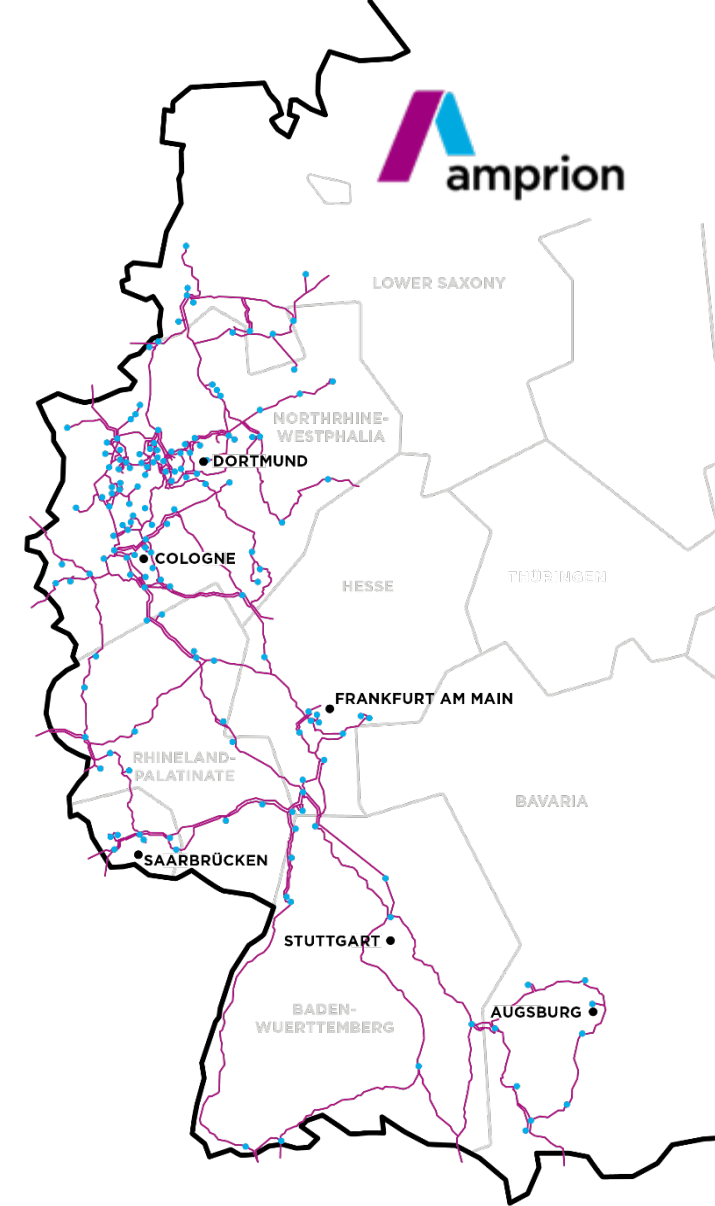 amprion
LOWER SAXONY
NORTHRHINE-
WESTPHALIA
DORTMUND
COLOGNE
HESSE
THÜRINGEN
FRANKFURT AM MAIN
RHINELAND-
PALATINATE
BAVARIA
SAARBRÜCKEN
STUTTGART
BADEN-
WUERTTEMBERG
AUGSBURG